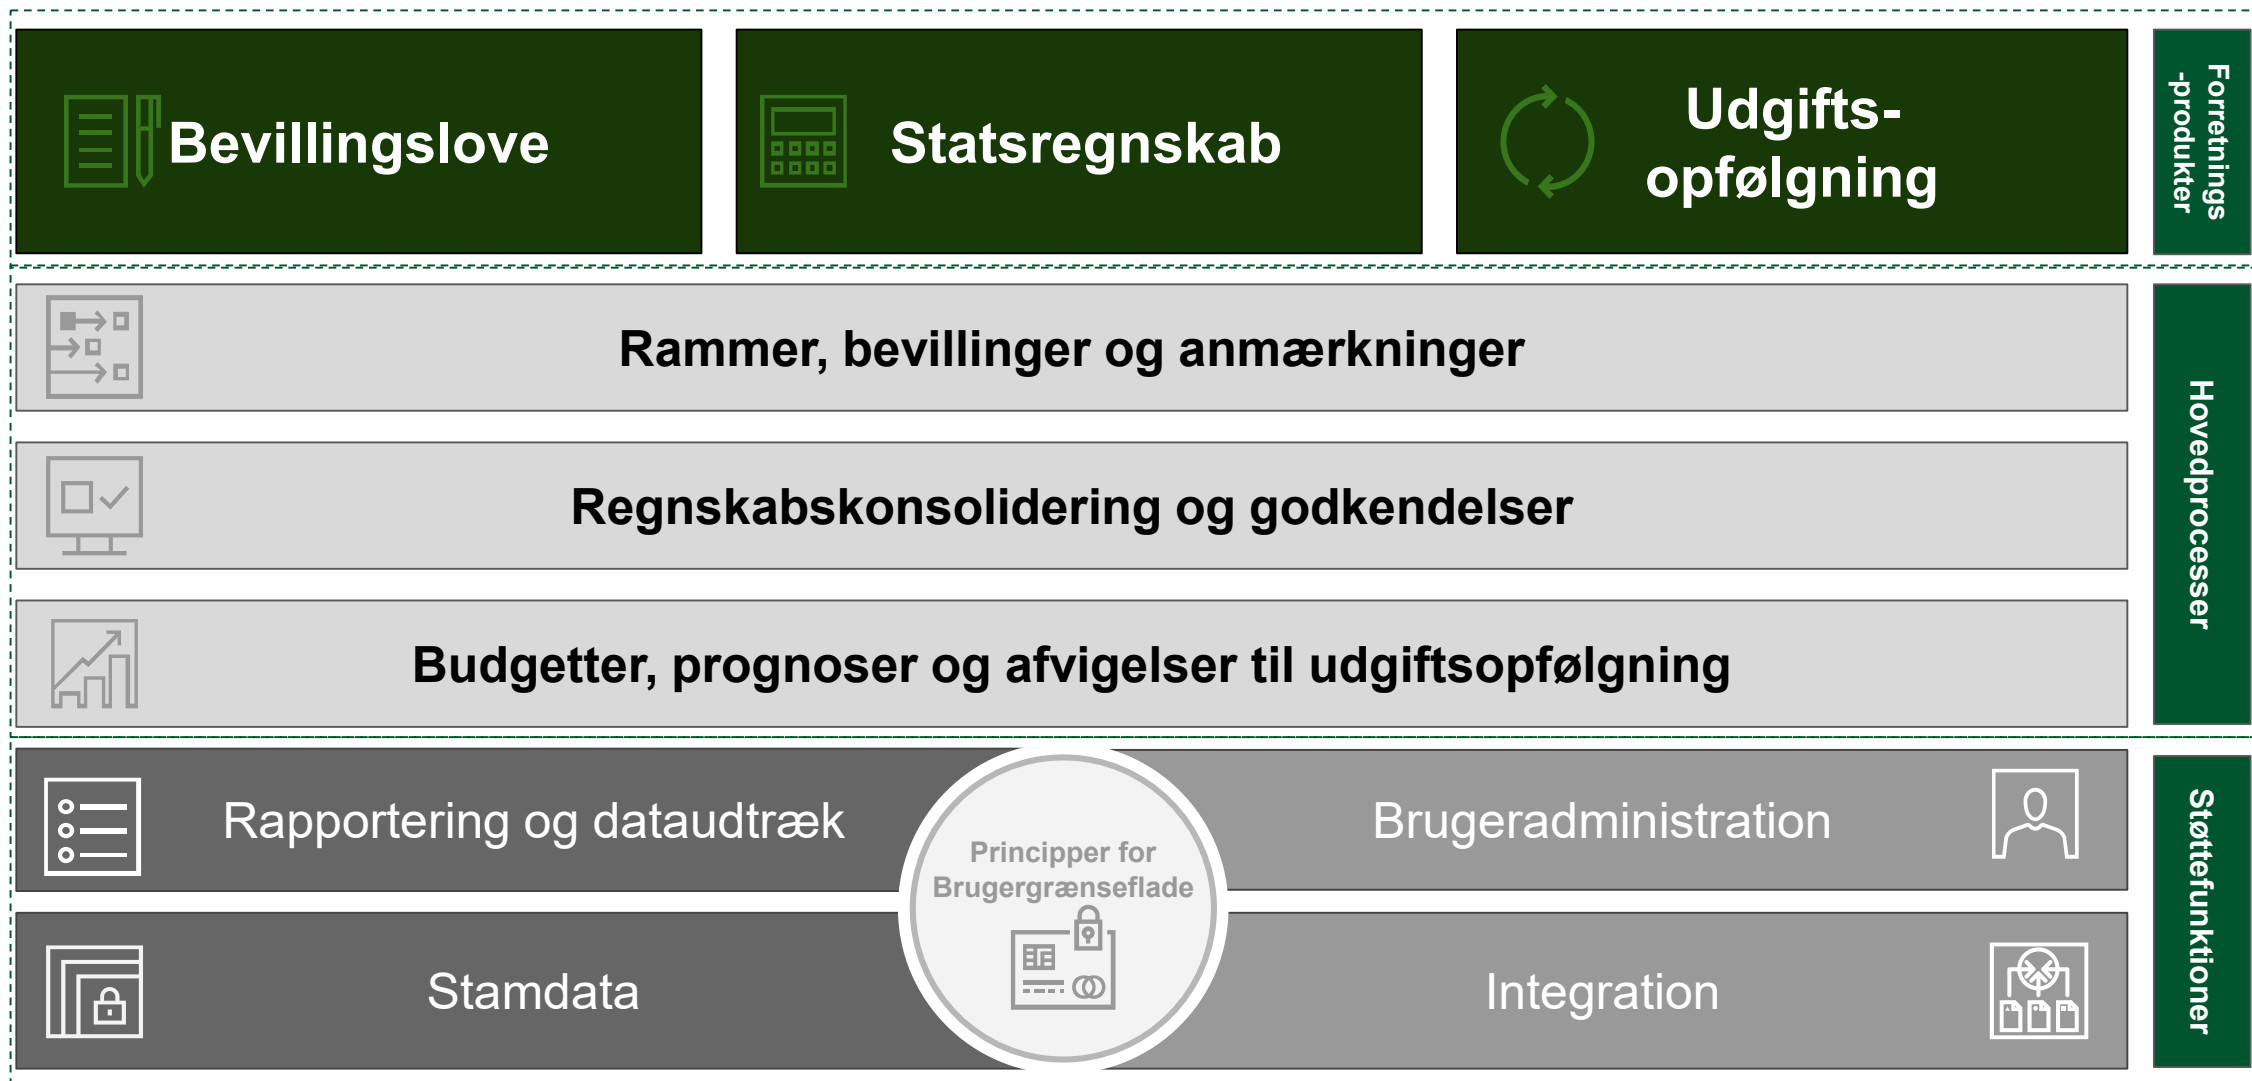 Bevillingslove
Statsregnskab
Udgifts-
opfølgning
Forretnings
-produkter
Rammer, bevillinger og anmærkninger
Regnskabskonsolidering og godkendelser
Budgetter, prognoser og afvigelser til udgiftsopfølgning
Hovedprocesser
Rapportering og dataudtræk
Brugeradministration
Principper for
Brugergrænseflade
Stamdata
Integration
Støttefunktioner